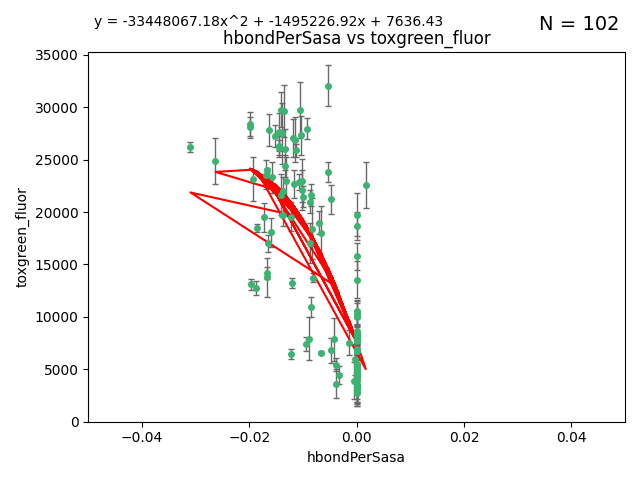 y = -33448067.18x^2 + -1495226.92x + 7636.43
N = 102
hbondPerSasa vs toxgreen_fluor
35000
30000
25000
20000
15000
10000
5000
0
toxgreen_fluor
−0.04
−0.02
0.00
0.02
0.04
hbondPerSasa